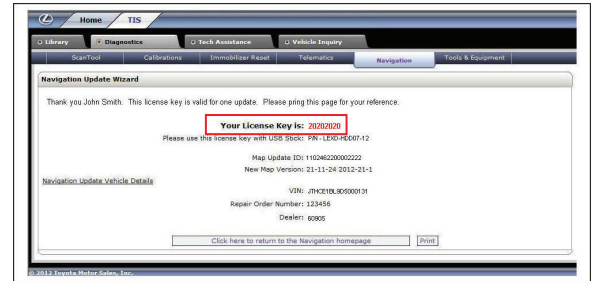 Home TIS
Library Diagnostics Tech Assistance Vehicle Inquiry
ScanTool Calibrations Immobilizer Reset Telematics Navigation Tools & Equipment
Navigation Update Wizard
Thank you John Smith. This license key is valid for one update. Please pring this page for your reference.
Your License Key is: 20202020
Please use this license key with USB Stick: P/N - LEXD-HDD07-12
Map Update ID: 1102462200002222
New Map Version: 21-11-24 2012-21-1
Navigation Update Vehicle Details
VIN: JTHCE1BL9D5000131
Repair Order Number: 123456
Dealer: 60905
Click here to return to the Navigation homepage Print
© 2012 Toyota Motor Sales, Inc.